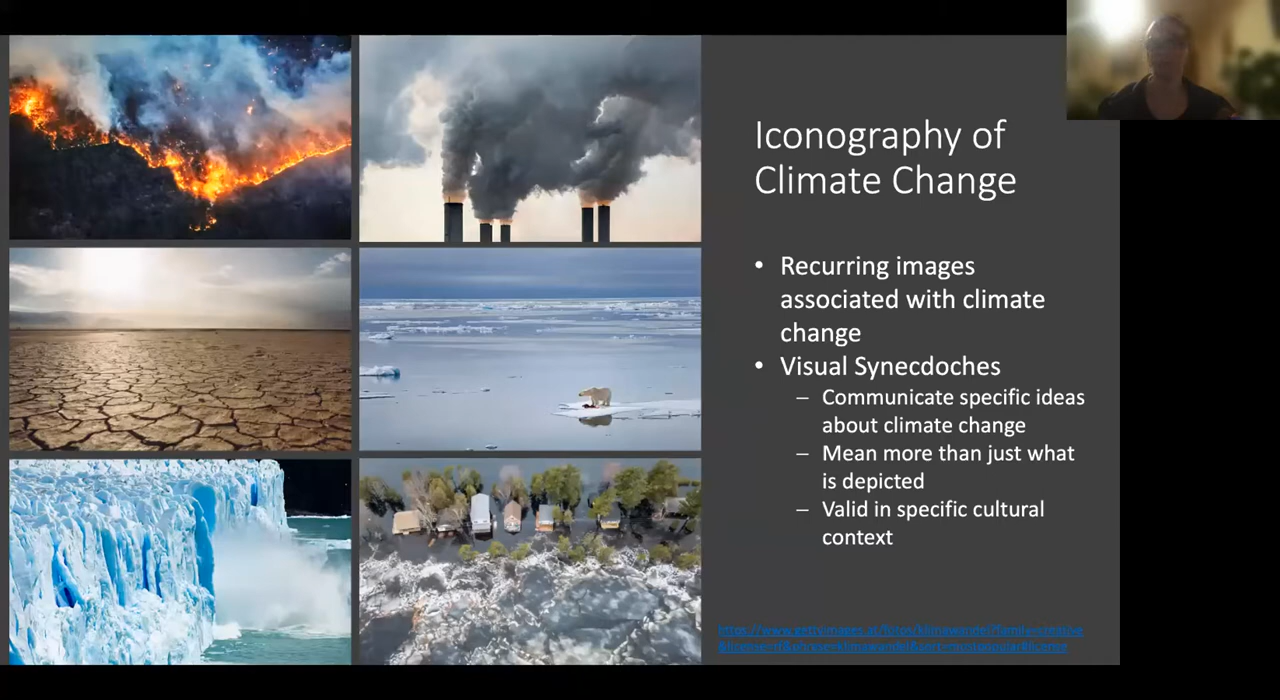 Iconography of
Climate Change
• Recurring images
associated with climate
change
• Visual Synecdoches
– Communicate specific ideas
about climate change
– Mean more than just what
is depicted
– Valid in specific cultural
context